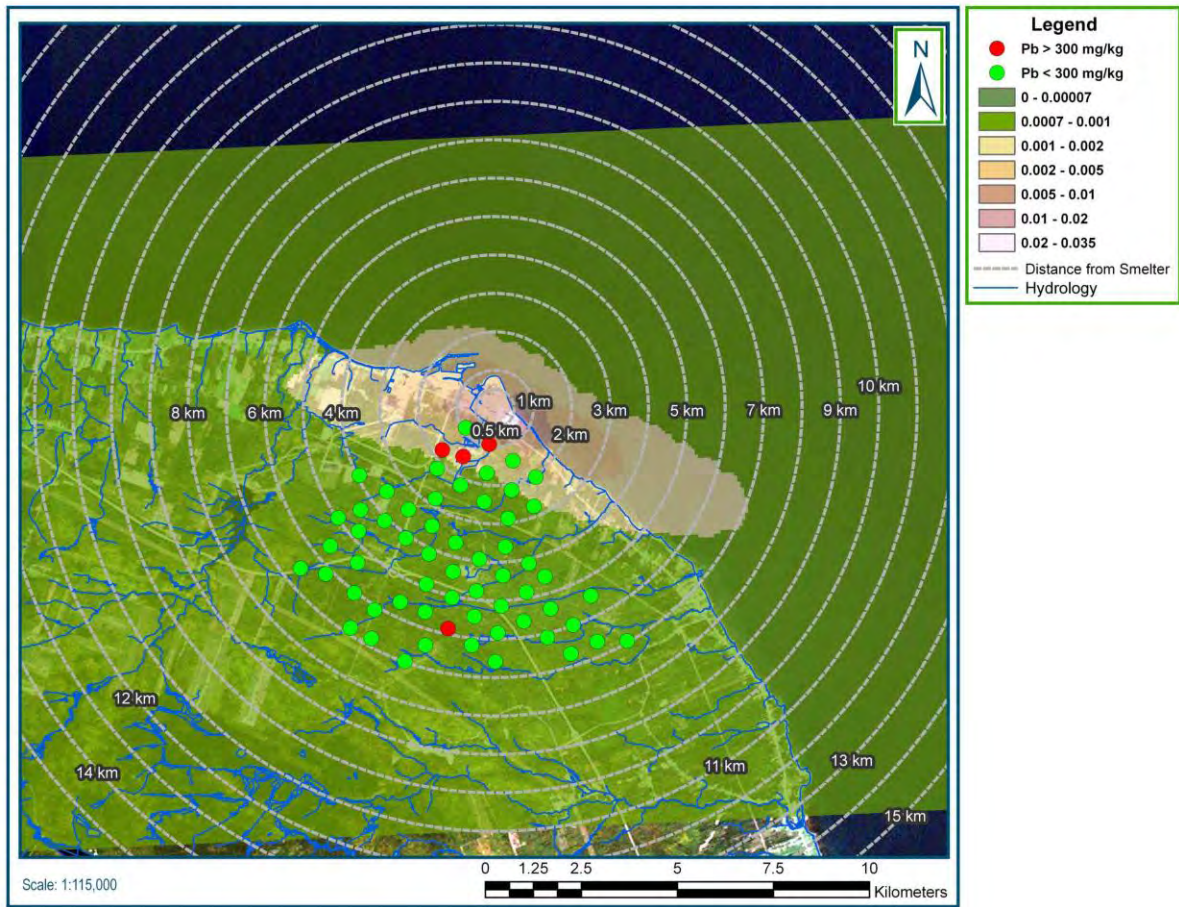 N
1 km
0.5 km
2 km
3 km
4 km
5 km
6 km
7 km
8 km
9 km
10 km
11 km
12 km
13 km
14 km
15 km
Scale: 1:115,000
0 1.25 2.5 5 7.5 10
Kilometers
Legend
Pb > 300 mg/kg
Pb < 300 mg/kg
0 - 0.00007
0.0007 - 0.001
0.001 - 0.002
0.002 - 0.005
0.005 - 0.01
0.01 - 0.02
0.02 - 0.035
Distance from Smelter
Hydrology